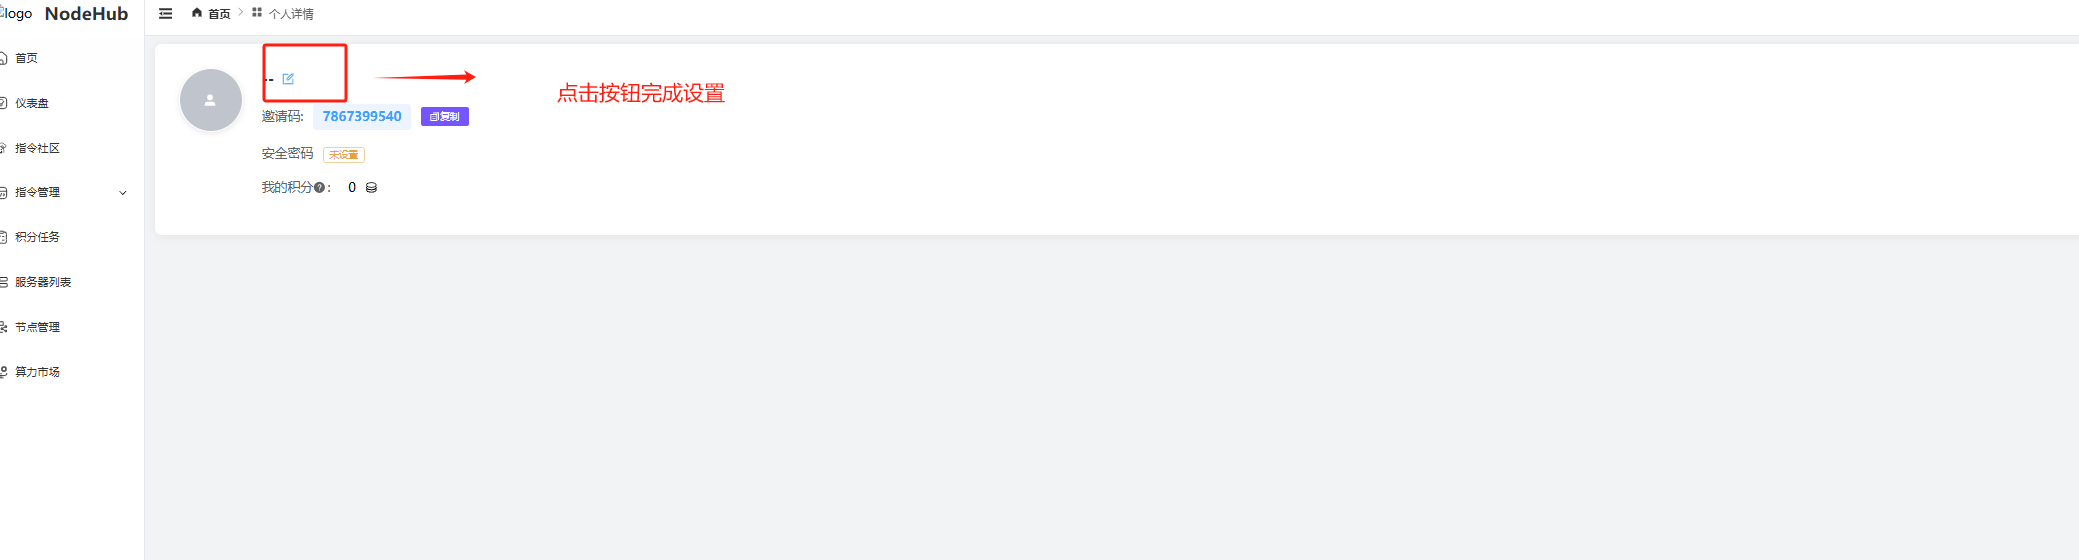 logo NodeHub
首页 > 个人详情
首页
仪表盘
指令社区
指令管理
积分任务
服务器列表
节点管理
算力市场
--
点击按钮完成设置
邀请码: 7867399540 复制
安全密码 未设置
我的积分?: 0